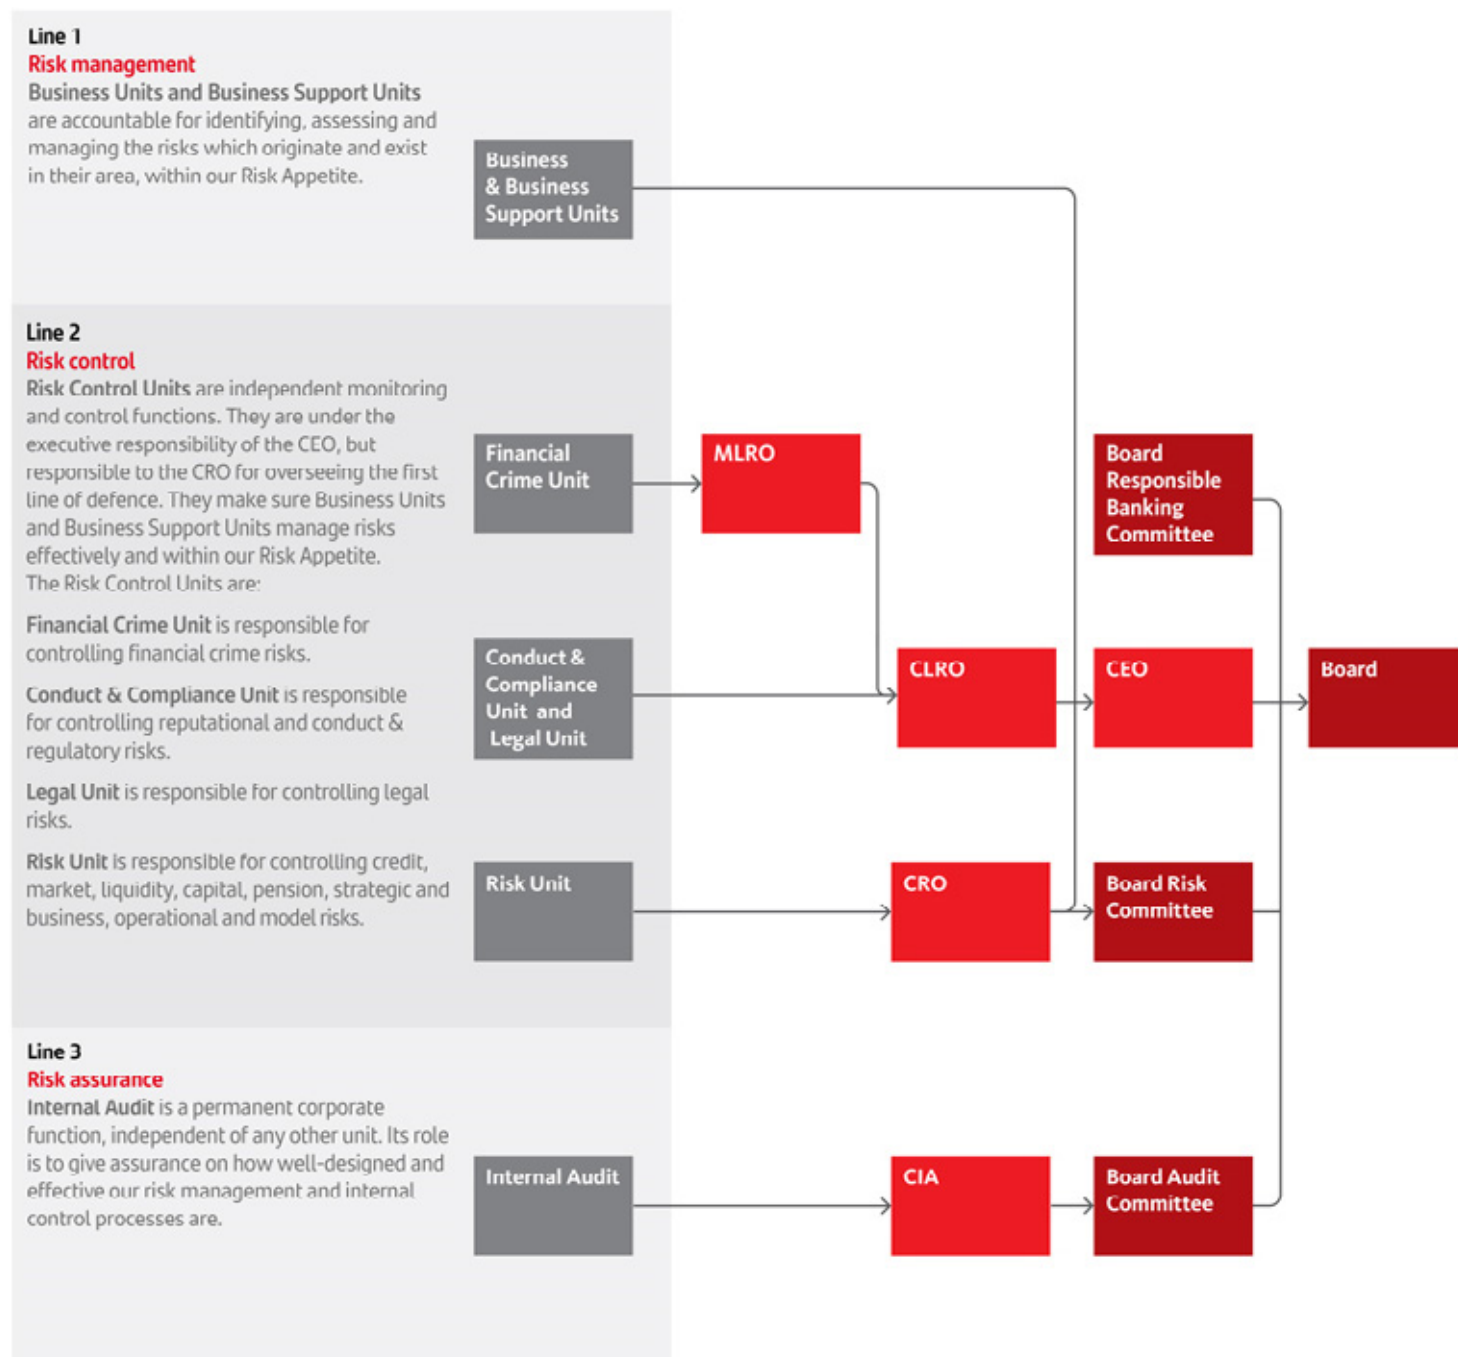 Line 1
Risk management
Business Units and Business Support Units
are accountable for identifying, assessing and
managing the risks which originate and exist
in their area, within our Risk Appetite.
Business
& Business
Support Units
Line 2
Risk control
Risk Control Units are independent monitoring
and control functions. They are under the
executive responsibility of the CEO, but
responsible to the CRO for overseeing the first
line of defence. They make sure Business Units
and Business Support Units manage risks
effectively and within our Risk Appetite.
The Risk Control Units are:
Financial Crime Unit is responsible for
controlling financial crime risks.
Conduct & Compliance Unit is responsible
for controlling reputational and conduct &
regulatory risks.
Legal Unit is responsible for controlling legal
risks.
Risk Unit is responsible for controlling credit,
market, liquidity, capital, pension, strategic and
business, operational and model risks.
Financial
Crime Unit
MLRO
Board
Responsible
Banking
Committee
Conduct &
Compliance
Unit and
Legal Unit
CLRO
CEO
Board
Risk Unit
CRO
Board Risk
Committee
Line 3
Risk assurance
Internal Audit is a permanent corporate
function, independent of any other unit. Its role
is to give assurance on how well-designed and
effective our risk management and internal
control processes are.
Internal Audit
CIA
Board Audit
Committee